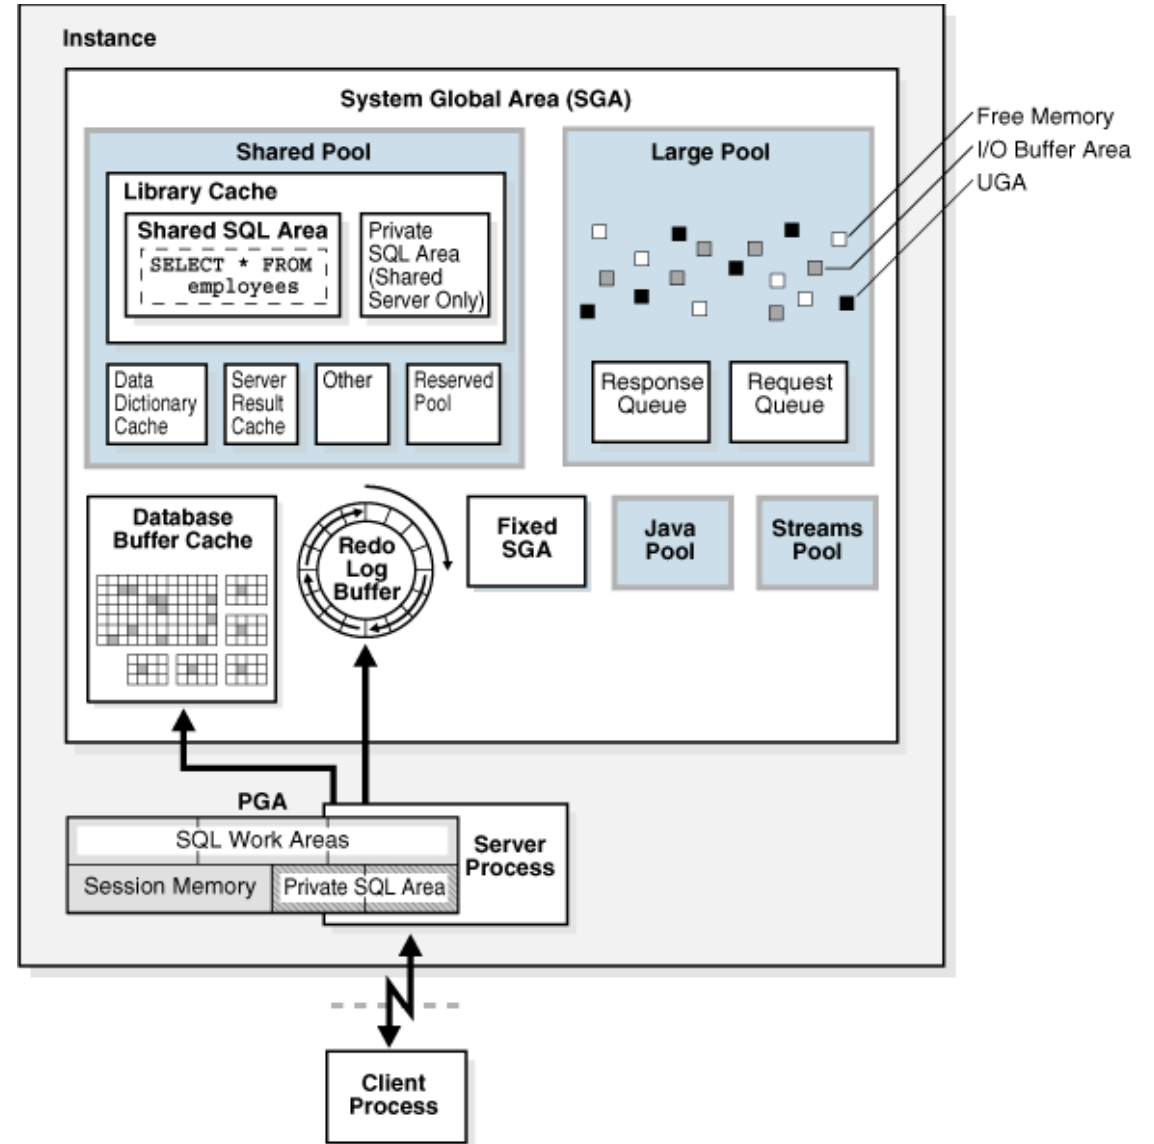 Instance
System Global Area (SGA)
Shared Pool
Library Cache
Shared SQL Area
SELECT * FROM
employees
Private
SQL Area
(Shared
Server Only)
Data
Dictionary
Cache
Server
Result
Cache
Other
Reserved
Pool
Large Pool
Free Memory
I/O Buffer Area
UGA
Response
Queue
Request
Queue
Database
Buffer Cache
Redo
Log
Buffer
Fixed
SGA
Java
Pool
Streams
Pool
PGA
SQL Work Areas
Session Memory
Private SQL Area
Server
Process
Client
Process